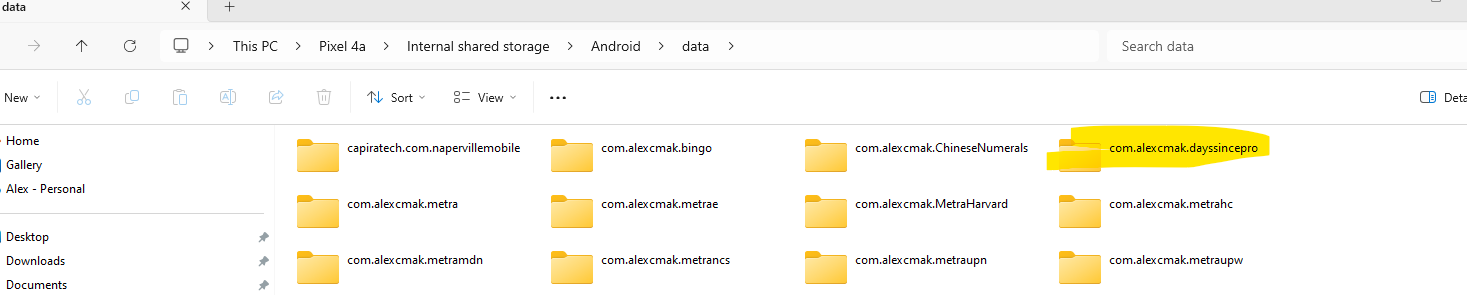 data
This PC > Pixel 4a > Internal shared storage > Android > data >
Search data
New
Sort
View
Deta
Home
Gallery
Alex - Personal
Desktop
Downloads
Documents
capiratech.com.napervillemobile
com.alexcmak.bingo
com.alexcmak.ChineseNumerals
com.alexcmak.dayssincepro
com.alexcmak.metra
com.alexcmak.metrae
com.alexcmak.MetraHarvard
com.alexcmak.metrahc
com.alexcmak.metramdn
com.alexcmak.metrancs
com.alexcmak.metraupn
com.alexcmak.metraupw